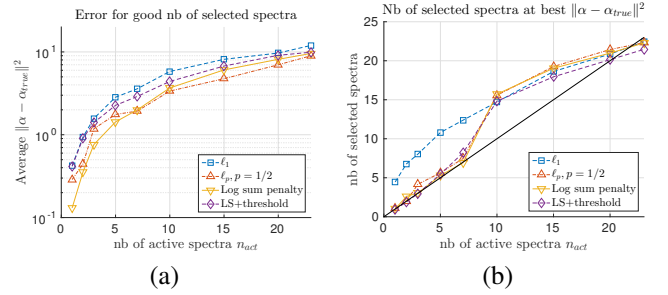 Error for good nb of selected spectra
Average ‖α − α_true‖²
10¹
10⁰
10⁻¹
0 5 10 15 20
nb of active spectra n_act
ℓ₁
ℓₚ, p = 1/2
Log sum penalty
LS+threshold
(a)
Nb of selected spectra at best ‖α − α_true‖²
nb of selected spectra
25
20
15
10
5
0
0 5 10 15 20
nb of active spectra n_act
ℓ₁
ℓₚ, p = 1/2
Log sum penalty
LS+threshold
(b)